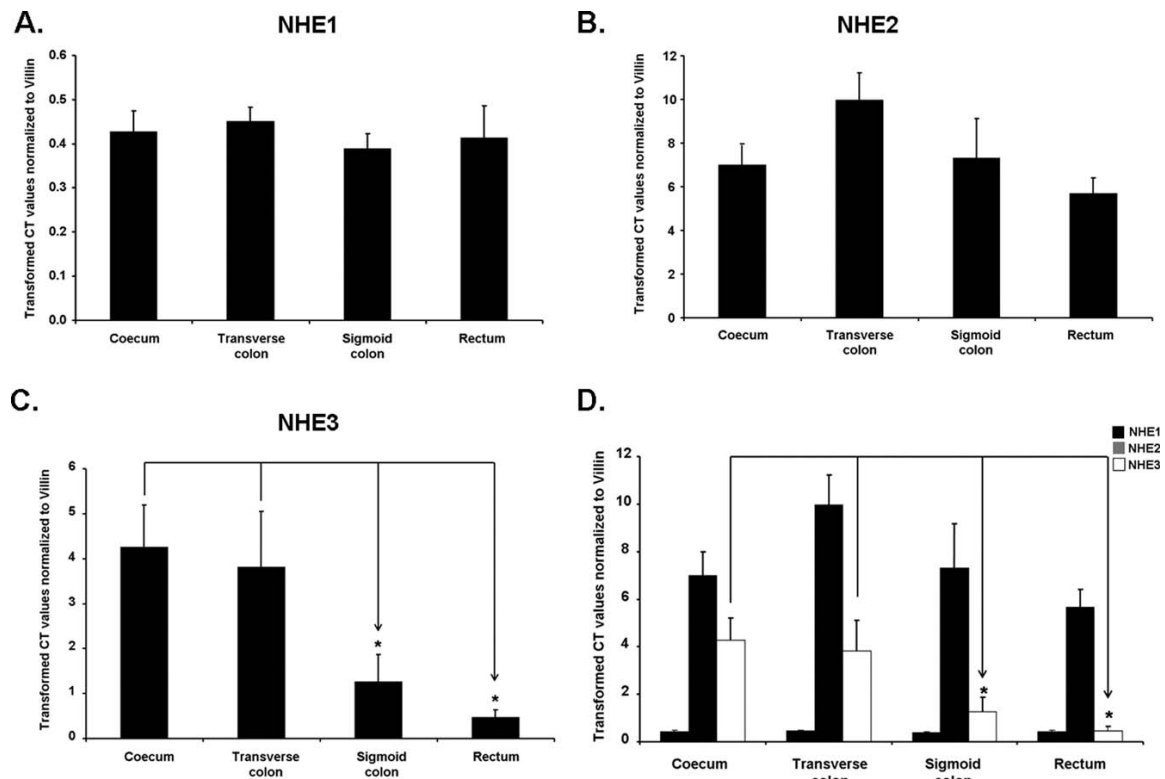 A.
NHE1
Transformed CT values normalized to Villin
0.6
0.5
0.4
0.3
0.2
0.1
0.0
Coecum
Transverse
colon
Sigmoid
colon
Rectum
B.
NHE2
Transformed CT values normalized to Villin
12
10
8
6
4
2
0
Coecum
Transverse
colon
Sigmoid
colon
Rectum
C.
NHE3
Transformed CT values normalized to Villin
6
5
4
3
2
1
0
*
*
Coecum
Transverse
colon
Sigmoid
colon
Rectum
D.
NHE1
NHE2
NHE3
Transformed CT values normalized to Villin
12
10
8
6
4
2
0
*
*
Coecum
Transverse
colon
Sigmoid
colon
Rectum